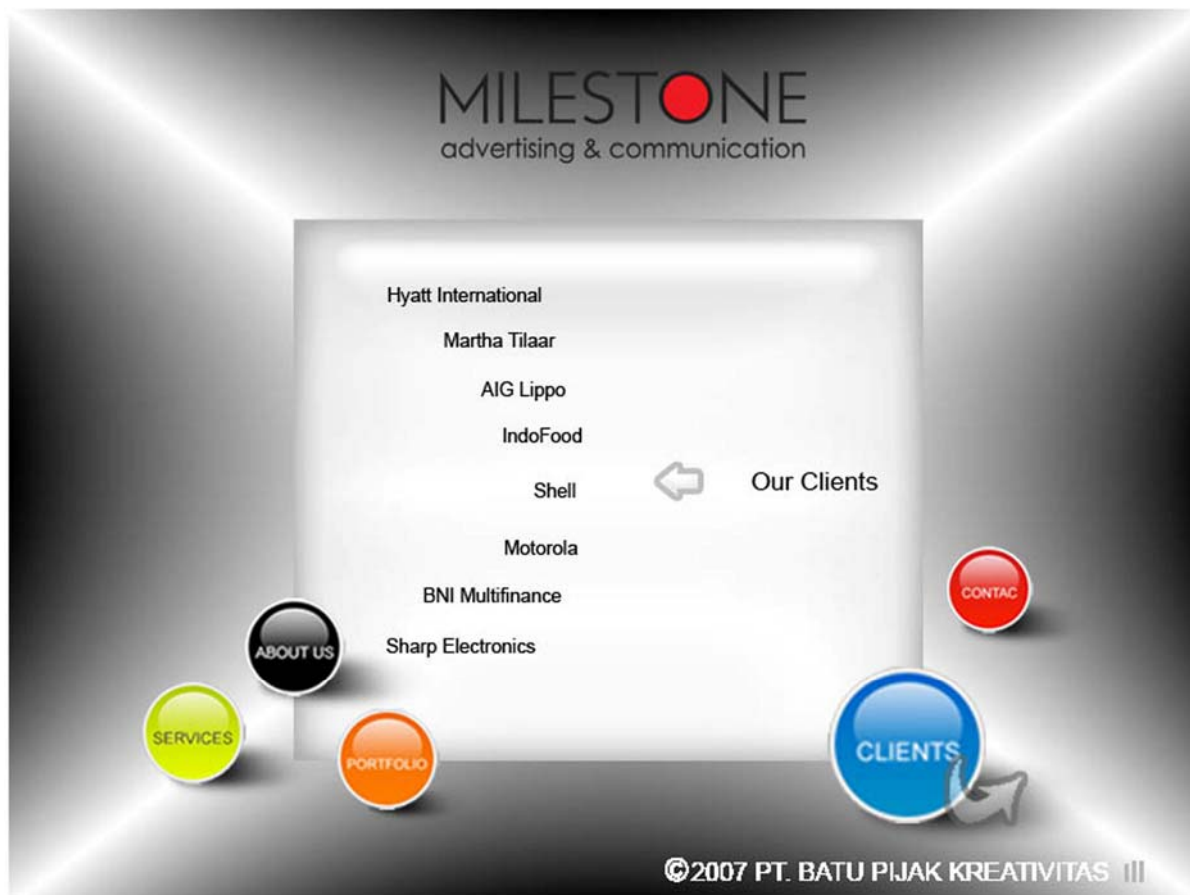 MILESTONE
advertising & communication
Hyatt International
Martha Tilaar
AIG Lippo
IndoFood
Shell
Our Clients
Motorola
BNI Multifinance
Sharp Electronics
CONTAC
ABOUT US
SERVICES
PORTFOLIO
CLIENTS
©2007 PT. BATU PIJAK KREATIVITAS